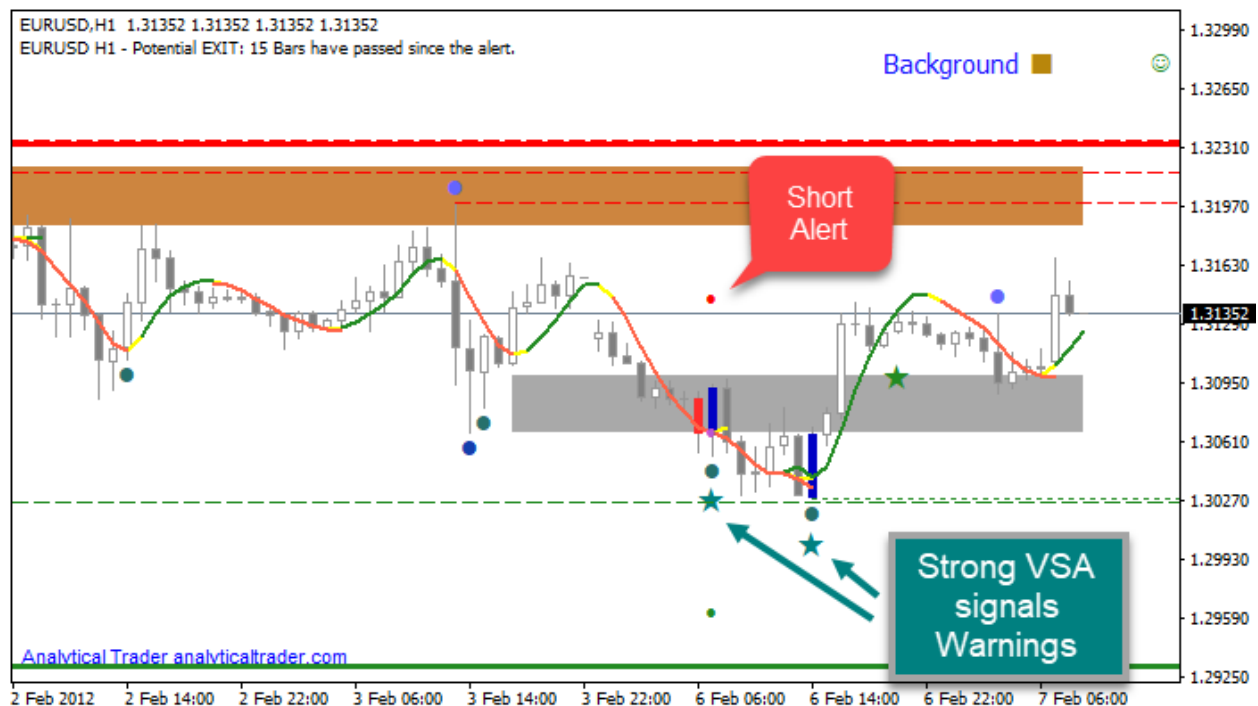 EURUSD,H1 1.31352 1.31352 1.31352 1.31352
EURUSD H1 - Potential EXIT: 15 Bars have passed since the alert.
Background
Short
Alert
Strong VSA
signals
Warnings
Analytical Trader analyticaltrader.com
1.32990
1.32650
1.32310
1.31970
1.31630
1.31352
1.31290
1.30950
1.30610
1.30270
1.29930
1.29590
1.29250
2 Feb 2012
2 Feb 14:00
2 Feb 22:00
3 Feb 06:00
3 Feb 14:00
3 Feb 22:00
6 Feb 06:00
6 Feb 14:00
6 Feb 22:00
7 Feb 06:00